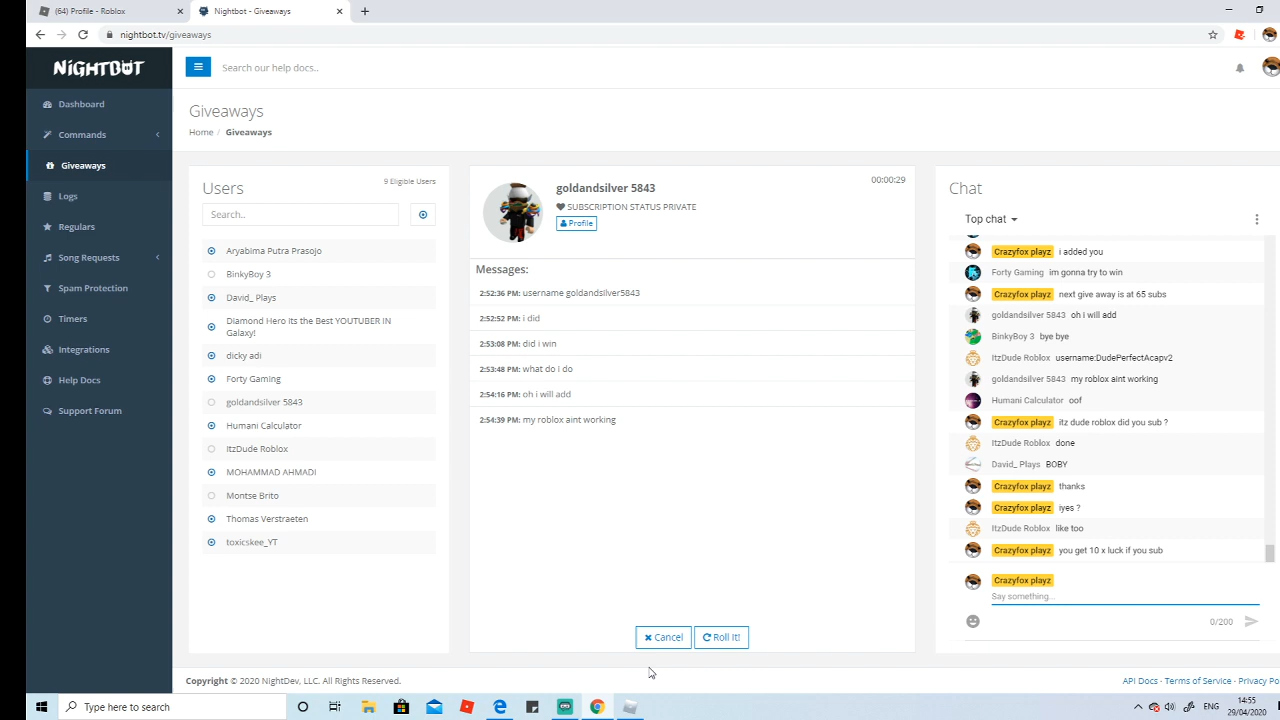 (64) Profile - Roblox
Nightbot - Giveaways
nightbot.tv/giveaways
NIGHTBOT
Search our help docs..
Dashboard
Commands
Giveaways
Logs
Regulars
Song Requests
Spam Protection
Timers
Integrations
Help Docs
Support Forum
Giveaways
Home / Giveaways
Users
9 Eligible Users
Search..
Aryabima Putra Prasojo
BinkyBoy 3
David_ Plays
Diamond Hero Its the Best YOUTUBER IN
Galaxy!
dicky adi
Forty Gaming
goldandsilver 5843
Humani Calculator
ItzDude Roblox
MOHAMMAD AHMADI
Montse Brito
Thomas Verstraeten
toxicskee_YT
goldandsilver 5843
00:00:29
SUBSCRIPTION STATUS PRIVATE
Profile
Messages:
2:52:36 PM: username goldandsilver5843
2:52:52 PM: i did
2:53:08 PM: did i win
2:53:48 PM: what do i do
2:54:16 PM: oh i will add
2:54:39 PM: my roblox aint working
Cancel
Roll It!
Chat
Top chat
Crazyfox playz i added you
Forty Gaming im gonna try to win
Crazyfox playz next give away is at 65 subs
goldandsilver 5843 oh i will add
BinkyBoy 3 bye bye
ItzDude Roblox username:DudePerfectAcapv2
goldandsilver 5843 my roblox aint working
Humani Calculator oof
Crazyfox playz itz dude roblox did you sub ?
ItzDude Roblox done
David_ Plays BOBY
Crazyfox playz thanks
Crazyfox playz iyes ?
ItzDude Roblox like too
Crazyfox playz you get 10 x luck if you sub
Crazyfox playz
Say something...
0/200
Copyright © 2020 NightDev, LLC. All Rights Reserved.
API Docs - Terms of Service - Privacy Po
Type here to search
ENG
14:55
29/04/2020